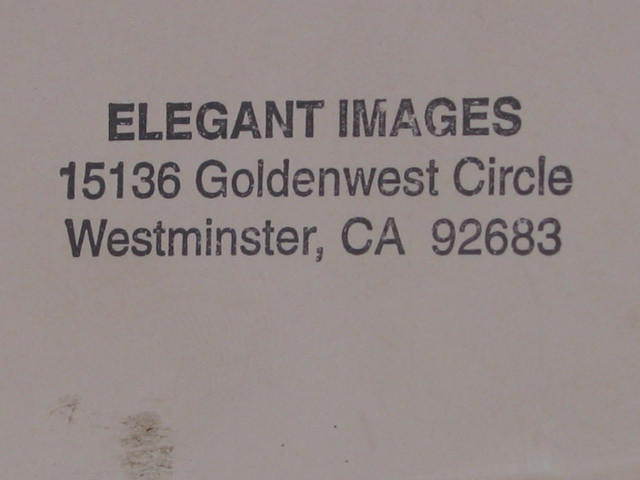 ELEGANT IMAGES
15136 Goldenwest Circle
Westminster, CA 92683